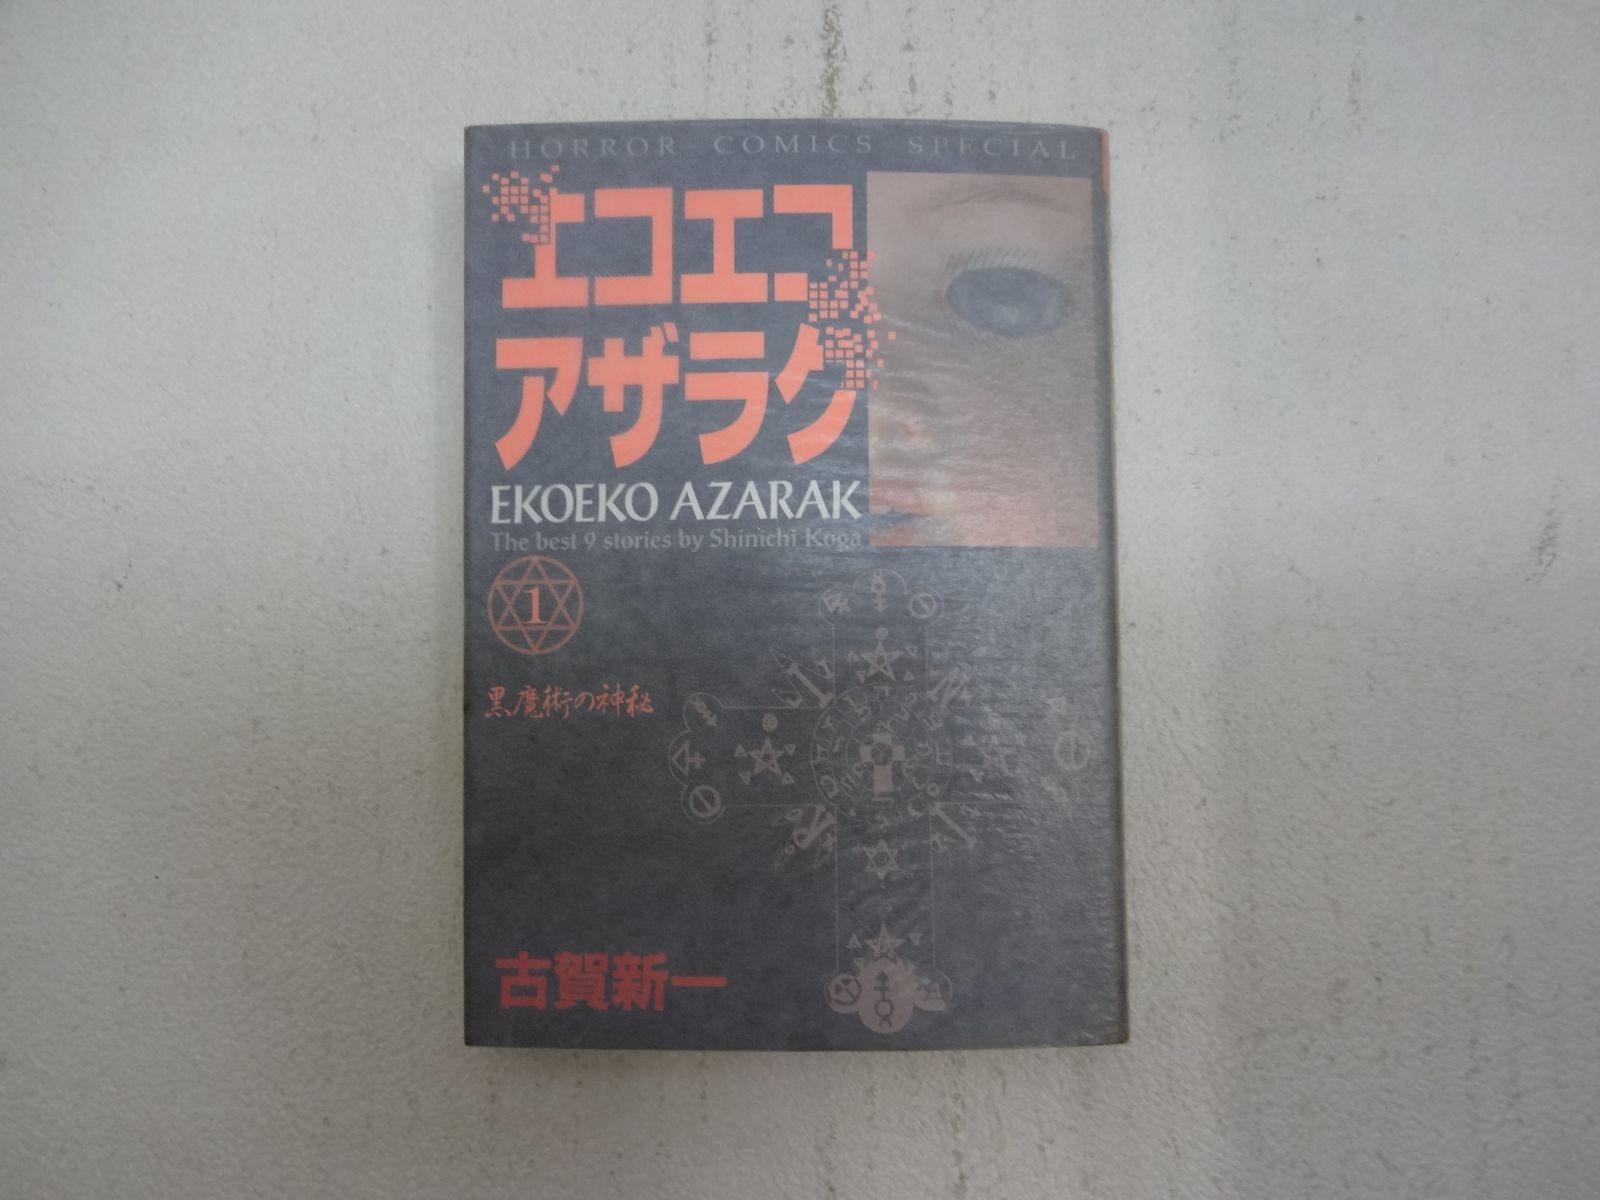 HORROR COMICS SPECIAL
エコエコ
アザラク
EKOEKO AZARAK
The best 9 stories by Shinichi Koga
1
黒魔術の神秘
古賀新一